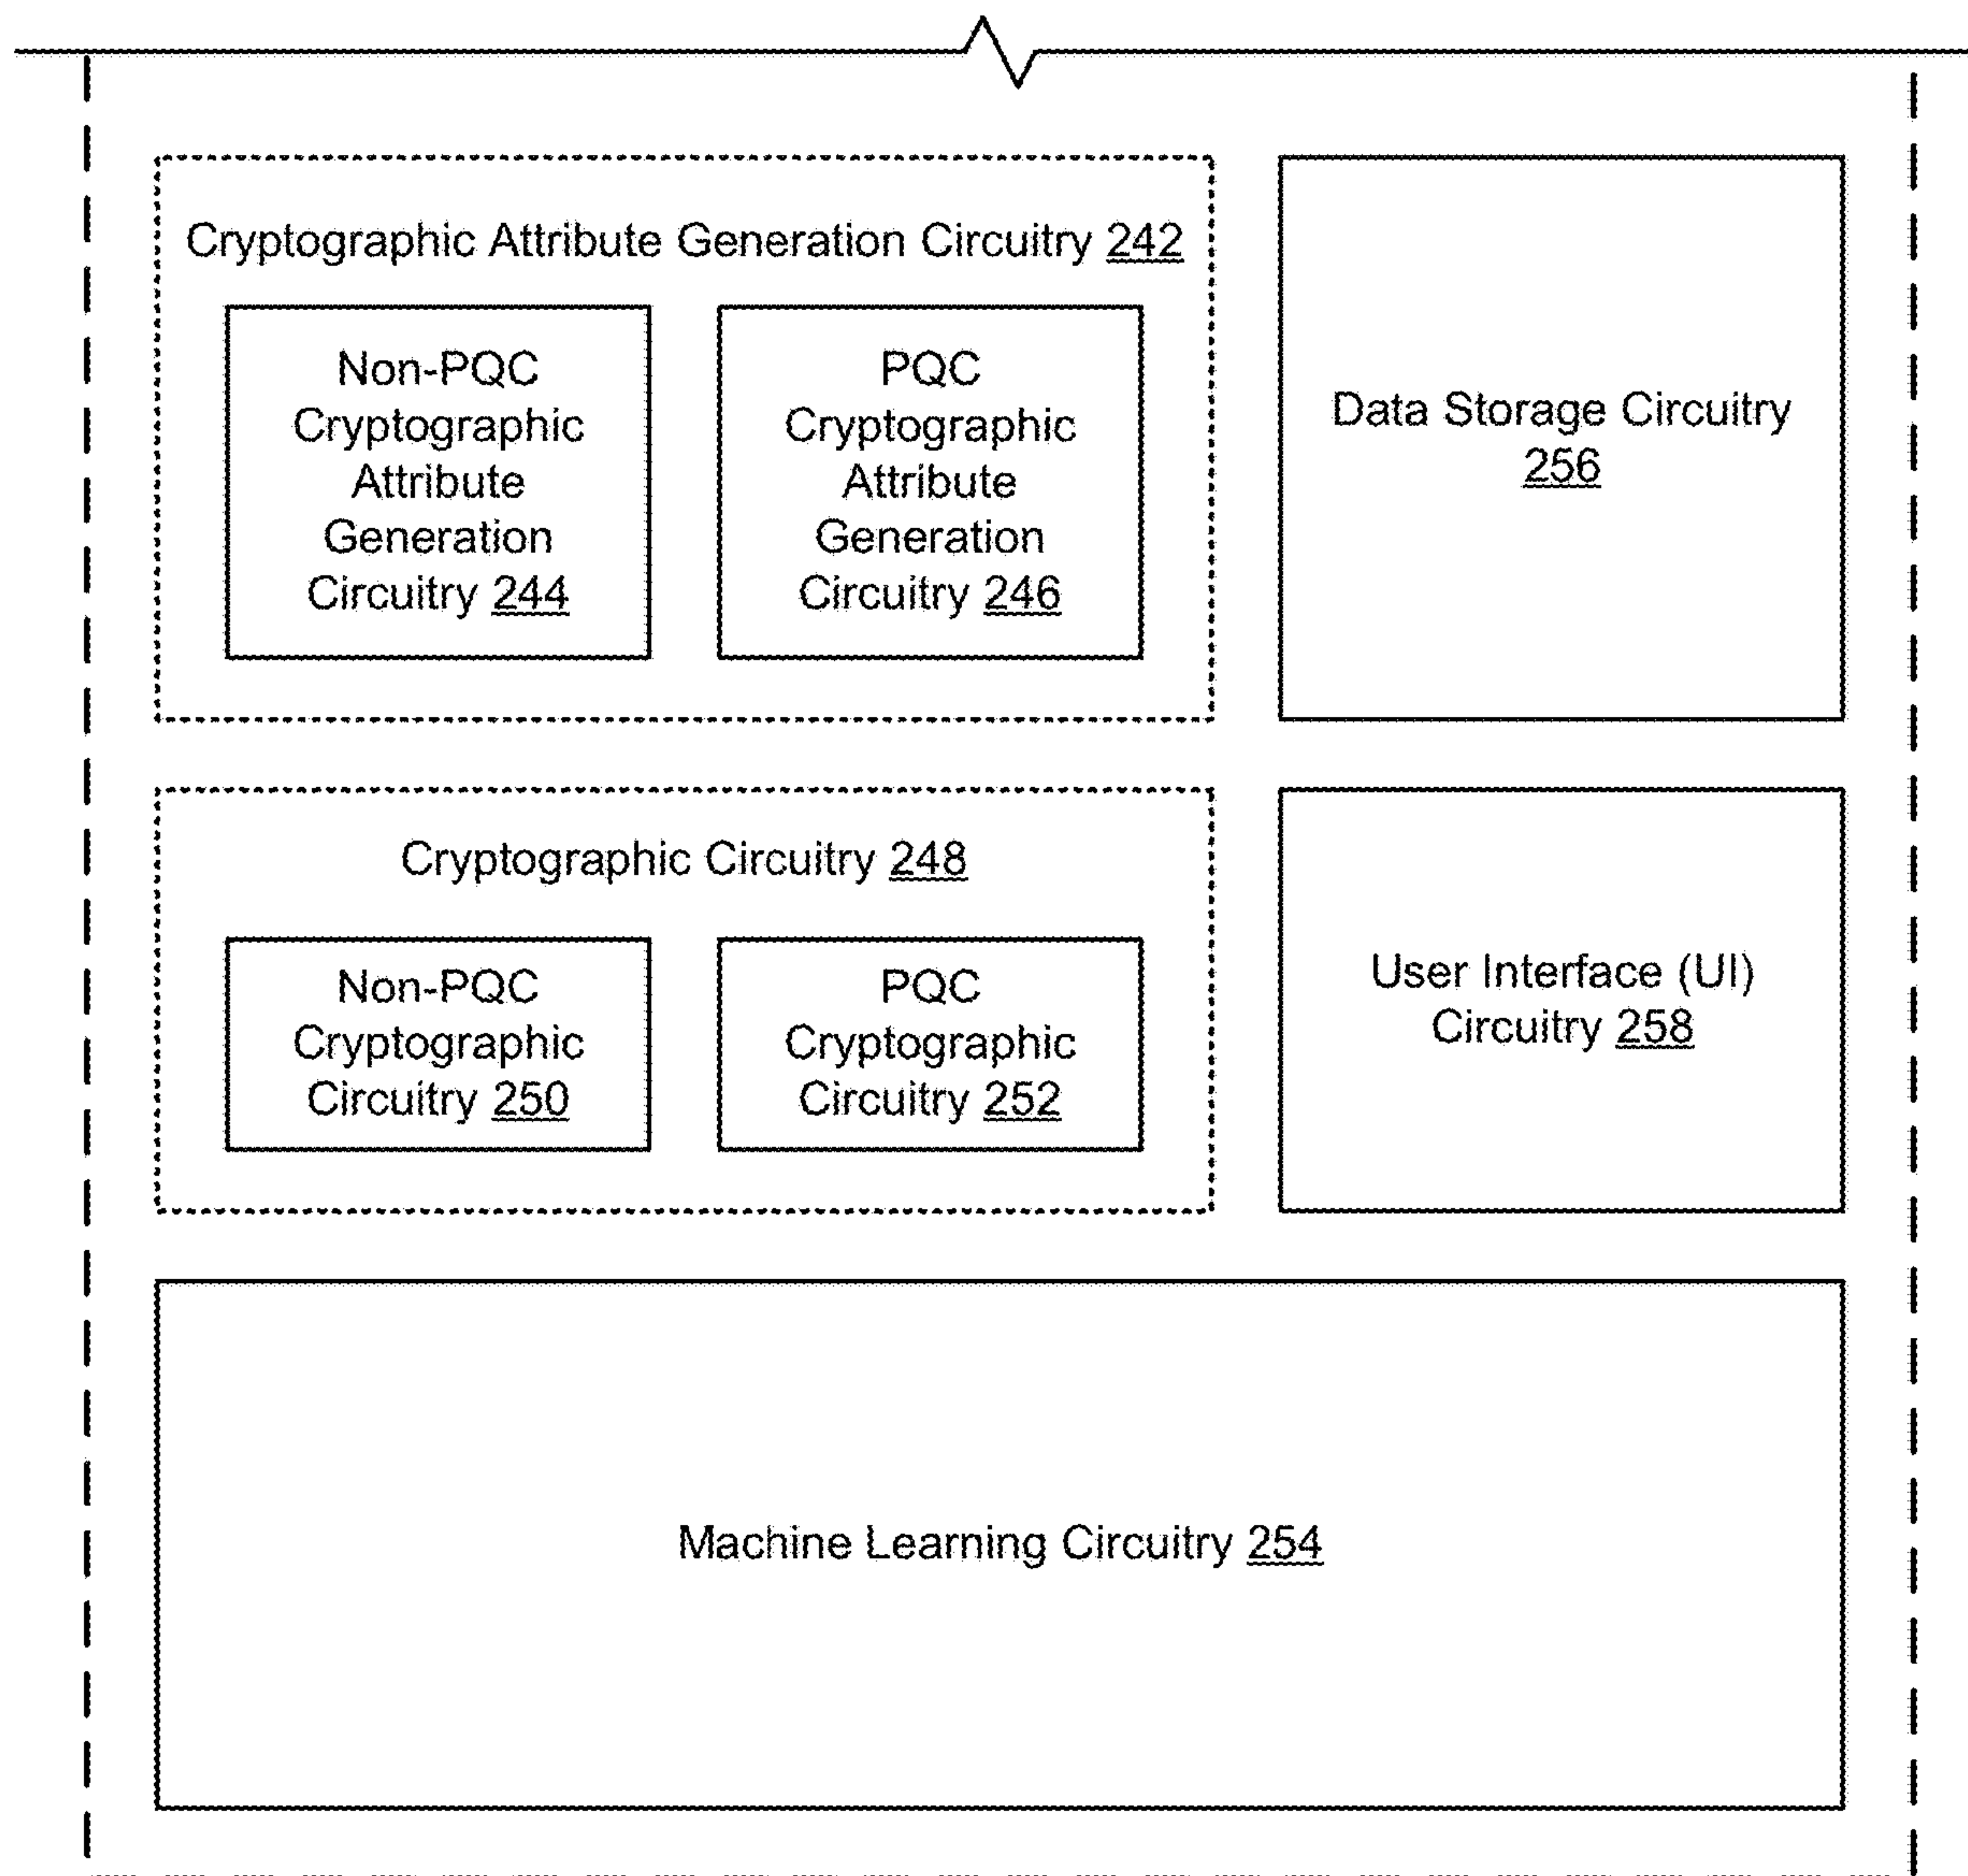 Cryptographic Attribute Generation Circuitry 242
Non-PQC
Cryptographic
Attribute
Generation
Circuitry 244
PQC
Cryptographic
Attribute
Generation
Circuitry 246
Data Storage Circuitry
256
Cryptographic Circuitry 248
Non-PQC
Cryptographic
Circuitry 250
PQC
Cryptographic
Circuitry 252
User Interface (UI)
Circuitry 258
Machine Learning Circuitry 254